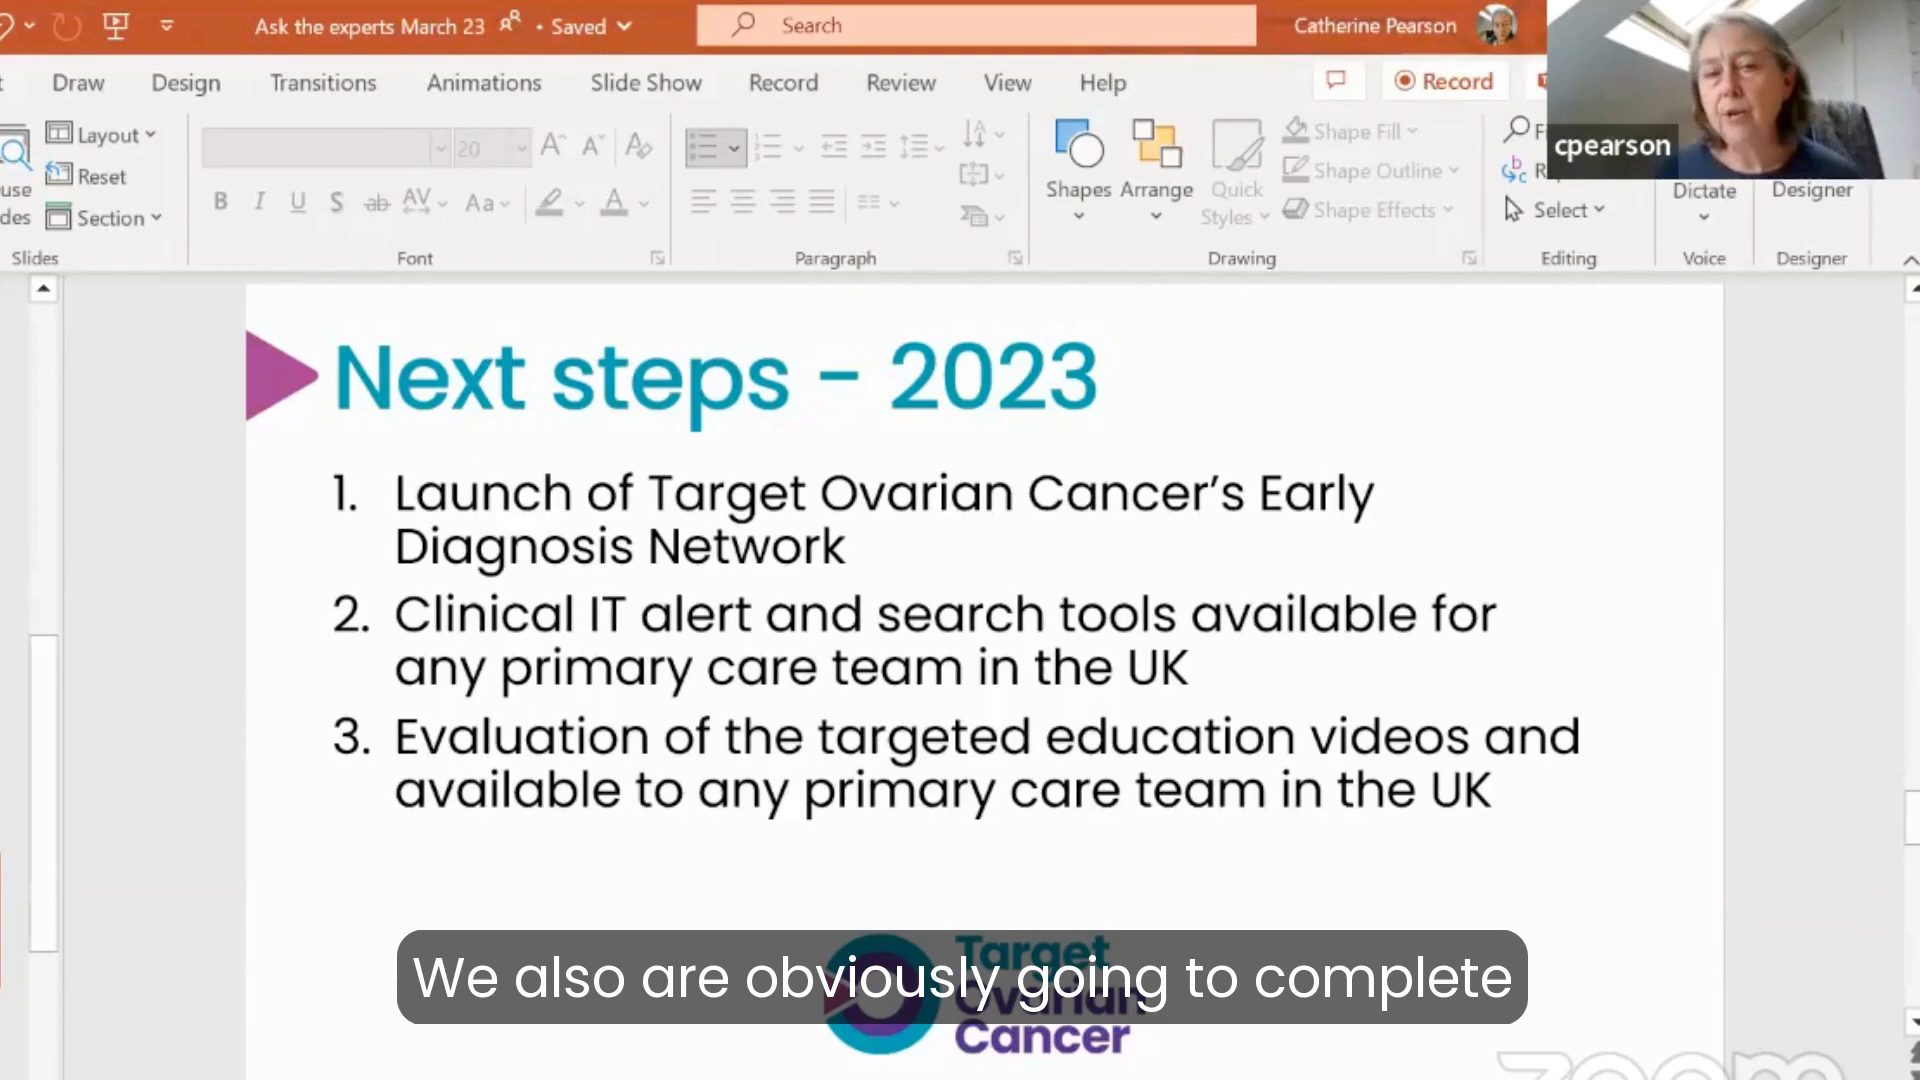 Ask the experts March 23 • Saved
Search
Catherine Pearson
Draw Design Transitions Animations Slide Show Record Review View Help
Record
cpearson
Layout
Reset
Section
Slides
20
B I U S ab AV Aa A
Font
Paragraph
Shapes Arrange Quick Styles
Shape Fill
Shape Outline
Shape Effects
Drawing
Select
Editing
Dictate
Voice
Designer
Designer
Next steps - 2023
1. Launch of Target Ovarian Cancer's Early
Diagnosis Network
2. Clinical IT alert and search tools available for
any primary care team in the UK
3. Evaluation of the targeted education videos and
available to any primary care team in the UK
We also are obviously going to complete
Target
Ovarian
Cancer
zoom